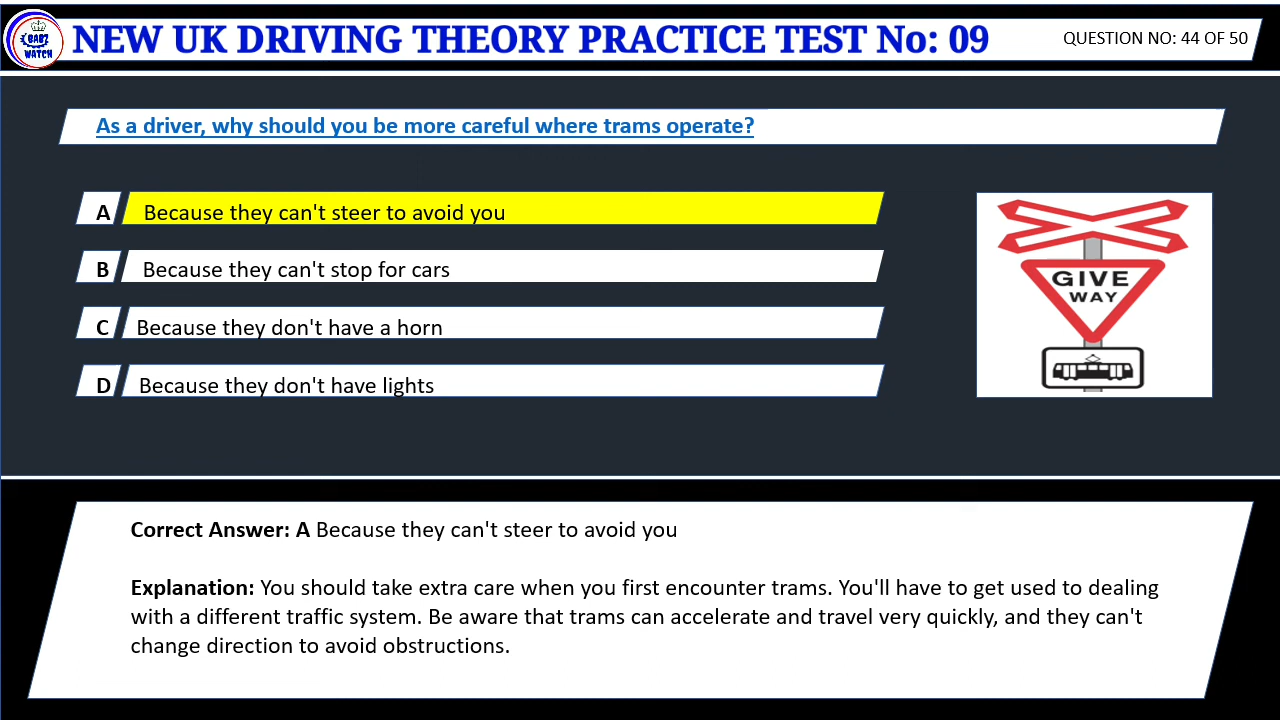 BABZ
WATCH
NEW UK DRIVING THEORY PRACTICE TEST No: 09
QUESTION NO: 44 OF 50
As a driver, why should you be more careful where trams operate?
A Because they can't steer to avoid you
B Because they can't stop for cars
C Because they don't have a horn
D Because they don't have lights
GIVE
WAY
Correct Answer: A Because they can't steer to avoid you
Explanation: You should take extra care when you first encounter trams. You'll have to get used to dealing
with a different traffic system. Be aware that trams can accelerate and travel very quickly, and they can't
change direction to avoid obstructions.